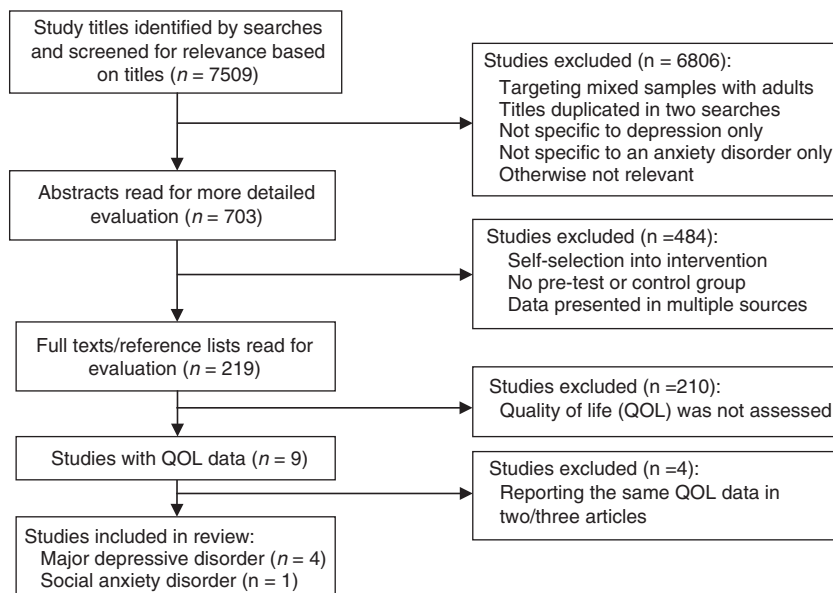 Study titles identified by searches
and screened for relevance based
on titles (n = 7509)
Studies excluded (n = 6806):
Targeting mixed samples with adults
Titles duplicated in two searches
Not specific to depression only
Not specific to an anxiety disorder only
Otherwise not relevant
Abstracts read for more detailed
evaluation (n = 703)
Studies excluded (n =484):
Self-selection into intervention
No pre-test or control group
Data presented in multiple sources
Full texts/reference lists read for
evaluation (n = 219)
Studies excluded (n =210):
Quality of life (QOL) was not assessed
Studies with QOL data (n = 9)
Studies excluded (n =4):
Reporting the same QOL data in
two/three articles
Studies included in review:
Major depressive disorder (n = 4)
Social anxiety disorder (n = 1)